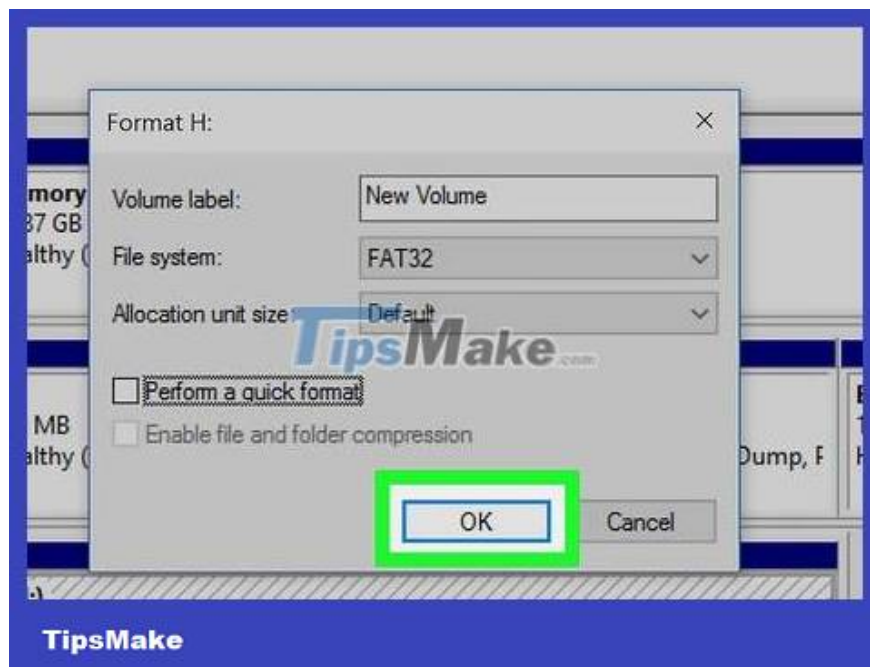 Format H:
mory
37 GB
althy (
Volume label:
New Volume
File system:
FAT32
Allocation unit size:
Default
TipsMake.com
Perform a quick format
Enable file and folder compression
MB
althy (
Dump, F
OK
Cancel
TipsMake